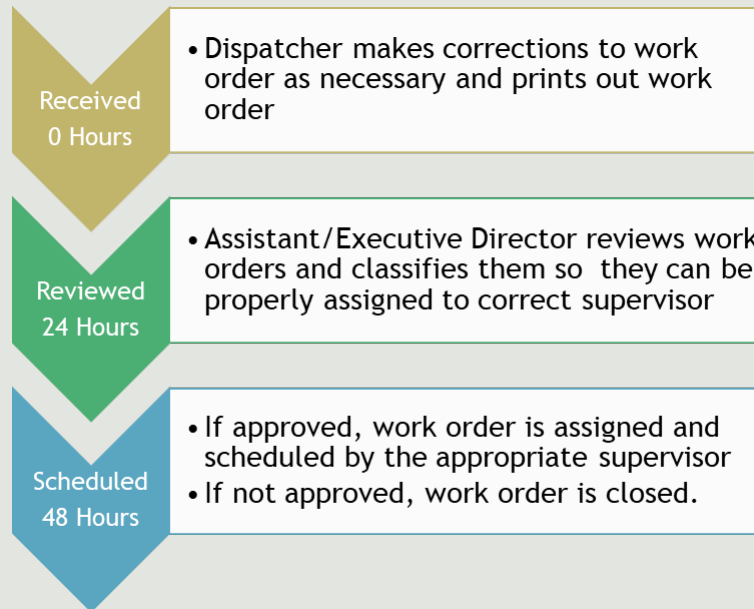 Received
0 Hours
• Dispatcher makes corrections to work
order as necessary and prints out work
order
Reviewed
24 Hours
• Assistant/Executive Director reviews work
orders and classifies them so they can be
properly assigned to correct supervisor
Scheduled
48 Hours
• If approved, work order is assigned and
scheduled by the appropriate supervisor
• If not approved, work order is closed.